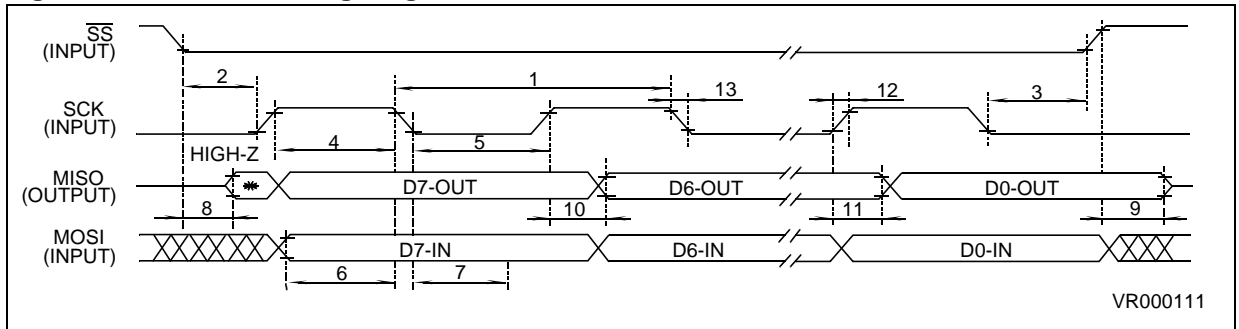 SS
(INPUT)
2
1
13
12
3
SCK
(INPUT)
4
5
HIGH-Z
MISO
(OUTPUT)
D7-OUT
D6-OUT
D0-OUT
8
10
11
9
MOSI
(INPUT)
D7-IN
D6-IN
D0-IN
6
7
VR000111